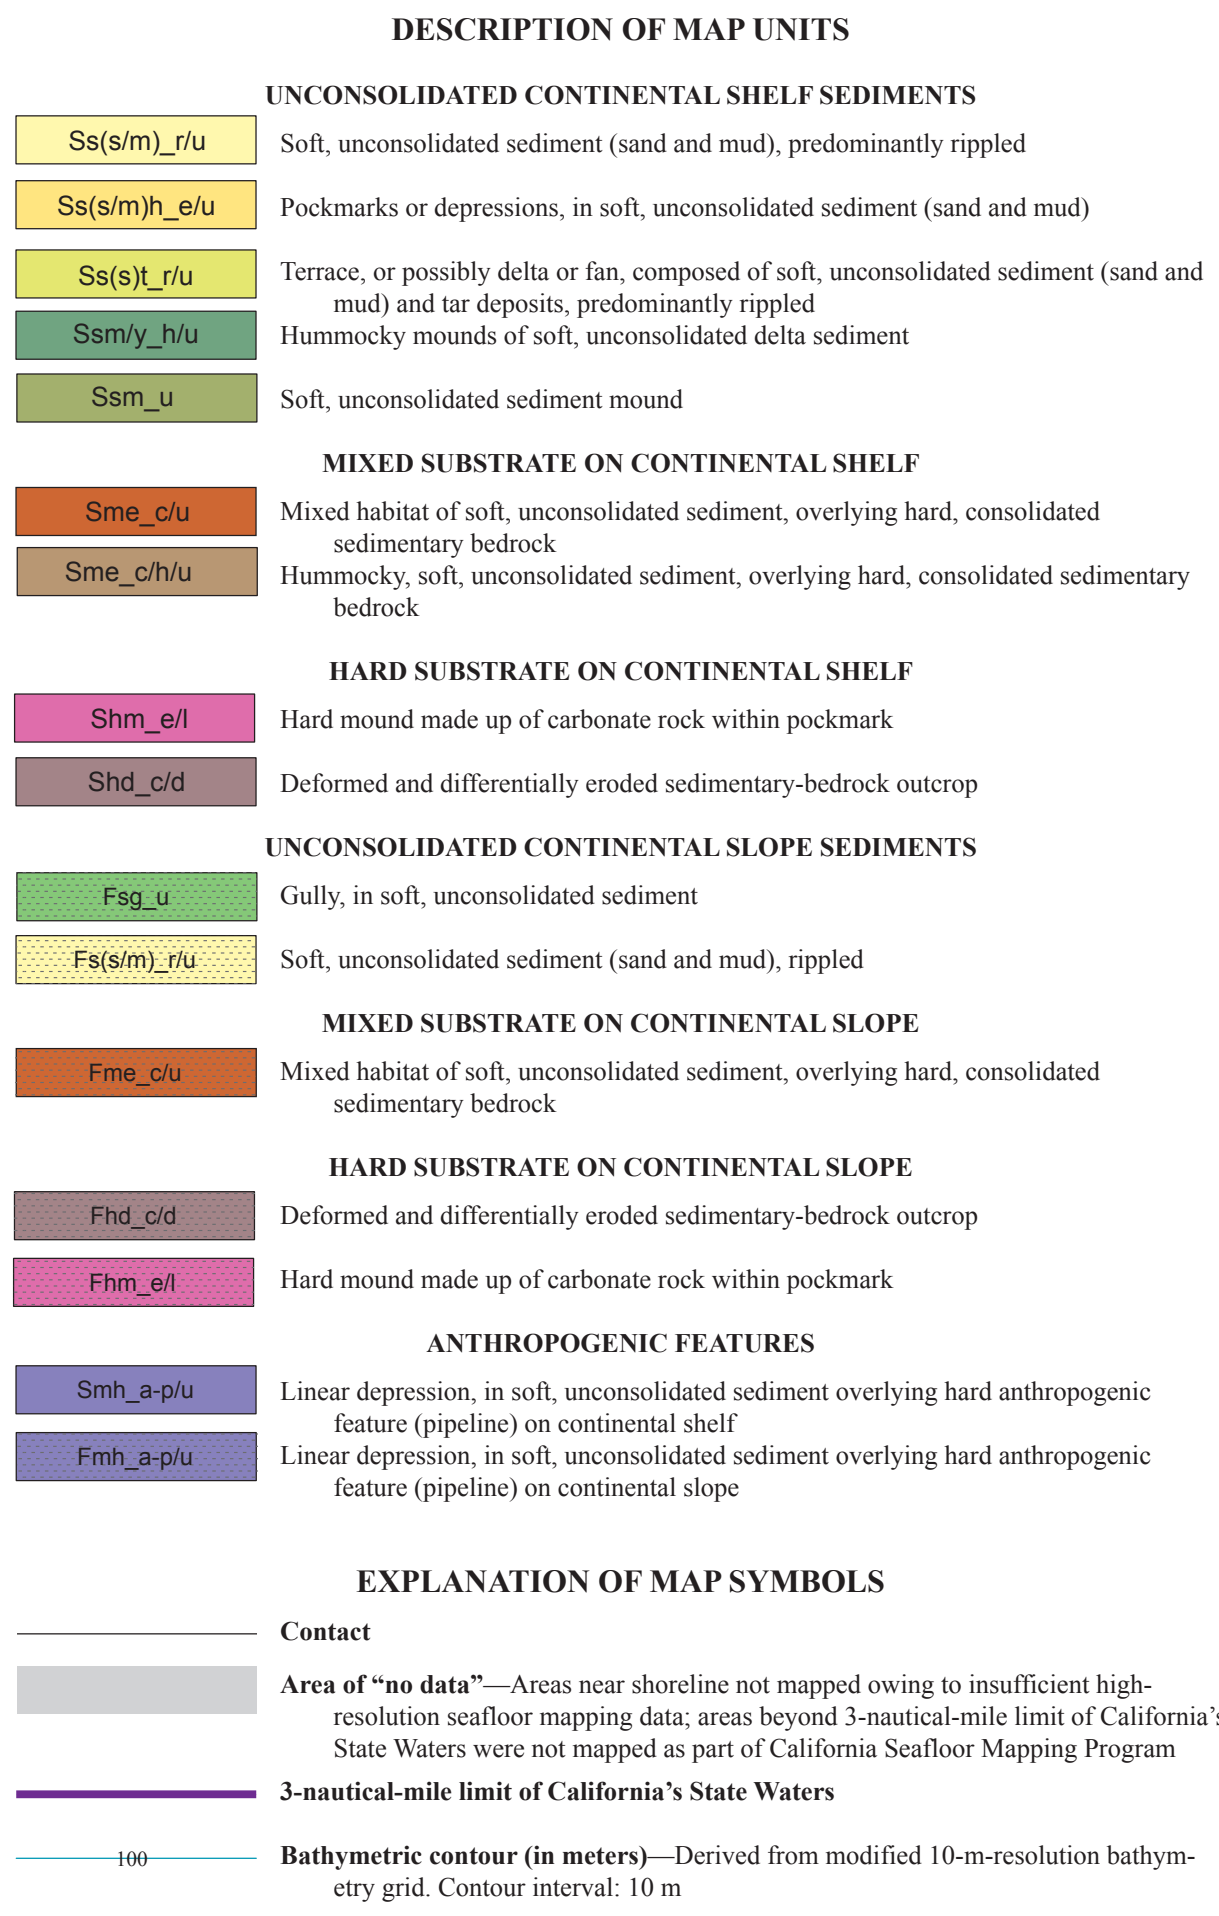 DESCRIPTION OF MAP UNITS
UNCONSOLIDATED CONTINENTAL SHELF SEDIMENTS
Ss(s/m)_r/u
Soft, unconsolidated sediment (sand and mud), predominantly rippled
Ss(s/m)h_e/u
Pockmarks or depressions, in soft, unconsolidated sediment (sand and mud)
Ss(s)t_r/u
Terrace, or possibly delta or fan, composed of soft, unconsolidated sediment (sand and
mud) and tar deposits, predominantly rippled
Ssm/y_h/u
Hummocky mounds of soft, unconsolidated delta sediment
Ssm_u
Soft, unconsolidated sediment mound
MIXED SUBSTRATE ON CONTINENTAL SHELF
Sme_c/u
Mixed habitat of soft, unconsolidated sediment, overlying hard, consolidated
sedimentary bedrock
Sme_c/h/u
Hummocky, soft, unconsolidated sediment, overlying hard, consolidated sedimentary
bedrock
HARD SUBSTRATE ON CONTINENTAL SHELF
Shm_e/l
Hard mound made up of carbonate rock within pockmark
Shd_c/d
Deformed and differentially eroded sedimentary-bedrock outcrop
UNCONSOLIDATED CONTINENTAL SLOPE SEDIMENTS
Fsg_u
Gully, in soft, unconsolidated sediment
Fs(s/m)_r/u
Soft, unconsolidated sediment (sand and mud), rippled
MIXED SUBSTRATE ON CONTINENTAL SLOPE
Fme_c/u
Mixed habitat of soft, unconsolidated sediment, overlying hard, consolidated
sedimentary bedrock
HARD SUBSTRATE ON CONTINENTAL SLOPE
Fhd_c/d
Deformed and differentially eroded sedimentary-bedrock outcrop
Fhm_e/l
Hard mound made up of carbonate rock within pockmark
ANTHROPOGENIC FEATURES
Smh_a-p/u
Linear depression, in soft, unconsolidated sediment overlying hard anthropogenic
feature (pipeline) on continental shelf
Fmh_a-p/u
Linear depression, in soft, unconsolidated sediment overlying hard anthropogenic
feature (pipeline) on continental slope
EXPLANATION OF MAP SYMBOLS
Contact
Area of “no data”—Areas near shoreline not mapped owing to insufficient high-
resolution seafloor mapping data; areas beyond 3-nautical-mile limit of California’s
State Waters were not mapped as part of California Seafloor Mapping Program
3-nautical-mile limit of California’s State Waters
100
Bathymetric contour (in meters)—Derived from modified 10-m-resolution bathym-
etry grid. Contour interval: 10 m